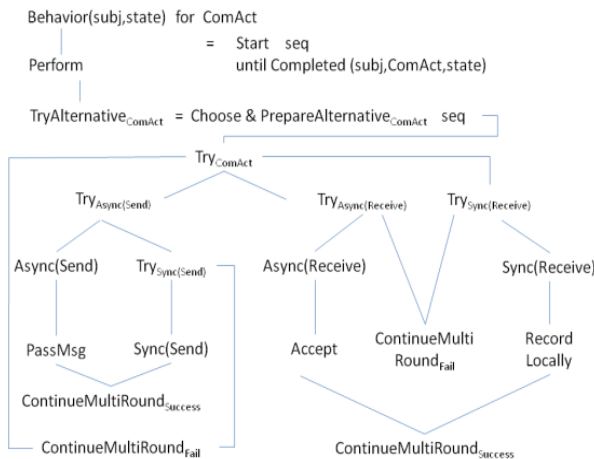 Behavior(subj,state) for ComAct
= Start seq
Perform until Completed (subj,ComAct,state)
TryAlternative_ComAct = Choose & PrepareAlternative_ComAct seq
Try_ComAct
Try_Async(Send) Try_Async(Receive) Try_Sync(Receive)
Async(Send) Try_Sync(Send) Async(Receive) Sync(Receive)
PassMsg Sync(Send) Accept ContinueMulti Round_Fail Record Locally
ContinueMultiRound_Success
ContinueMultiRound_Fail ContinueMultiRound_Success